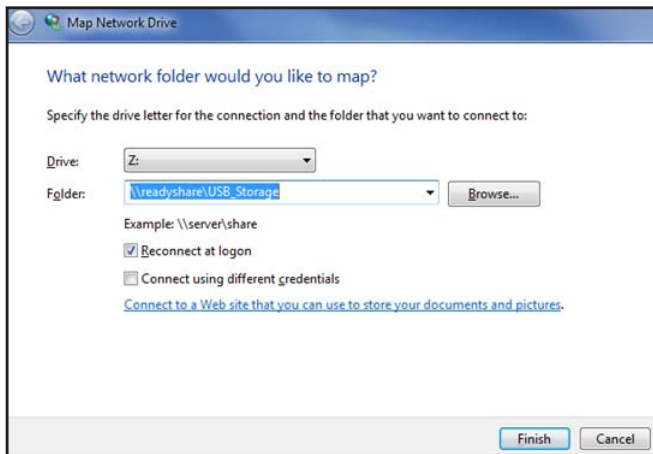 Map Network Drive
What network folder would you like to map?
Specify the drive letter for the connection and the folder that you want to connect to:
Drive: Z:
Folder: \\readyshare\USB_Storage Browse...
Example: \\server\share
Reconnect at logon
Connect using different credentials
Connect to a Web site that you can use to store your documents and pictures.
Finish Cancel